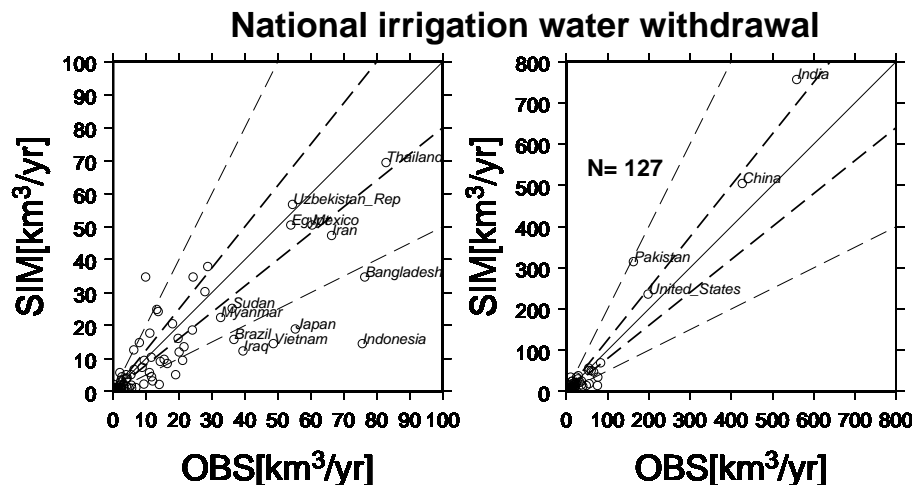 National irrigation water withdrawal
SIM[km³/yr]
100
90
80
70
60
50
40
30
20
10
0
Thailand
Uzbekistan_Rep
Egypt
Mexico
Iran
Bangladesh
Sudan
Myanmar
Japan
Brazil
Vietnam
Indonesia
Iraq
0 10 20 30 40 50 60 70 80 90 100
OBS[km³/yr]
SIM[km³/yr]
800
700
600
500
400
300
200
100
0
India
N= 127
China
Pakistan
United_States
0 100 200 300 400 500 600 700 800
OBS[km³/yr]